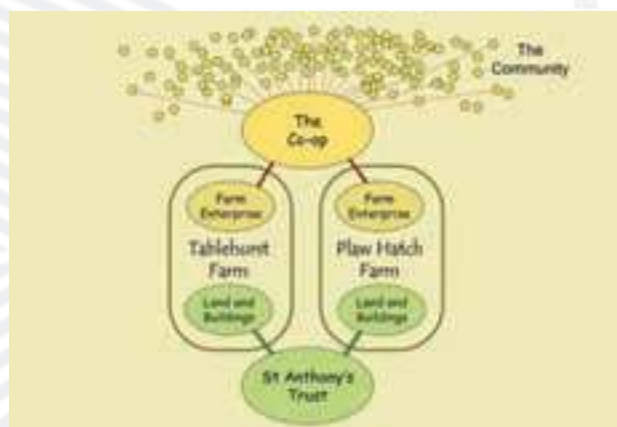 The
Community
The
Co-op
Farm
Enterprise
Farm
Enterprise
Tablehurst
Farm
Plaw Hatch
Farm
Land and
Buildings
Land and
Buildings
St Anthony's
Trust